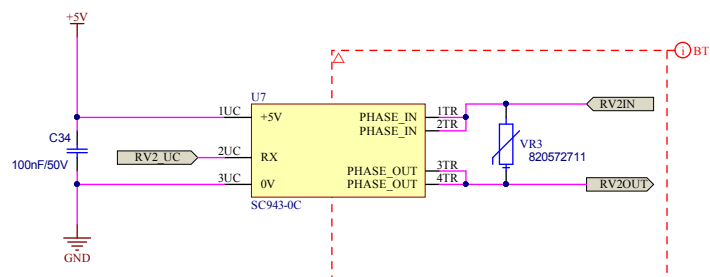 +5V
BT
U7
1UC
+5V
PHASE_IN
1TR
RV2IN
PHASE_IN
2TR
C34
100nF/50V
RV2_UC
2UC
RX
VR3
820572711
3UC
0V
PHASE_OUT
3TR
PHASE_OUT
4TR
RV2OUT
SC943-0C
GND